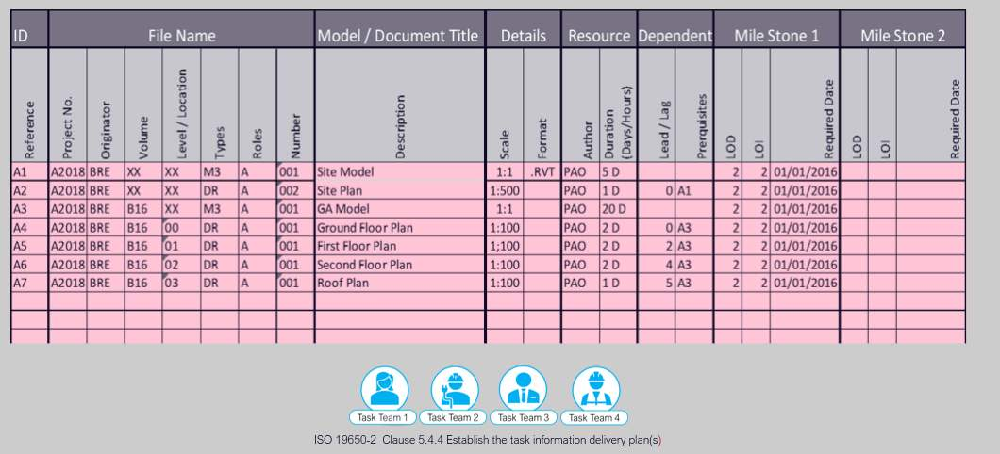 ID File Name Model / Document Title Details Resource Dependent Mile Stone 1 Mile Stone 2
Reference Project No. Originator Volume Level / Location Types Roles Number Description Scale Format Author Duration (Days/Hours) Lead / Lag Prerquisites LOD LOI Required Date LOD LOI Required Date
A1 A2018 BRE XX XX M3 A 001 Site Model 1:1 .RVT PAO 5 D 2 2 01/01/2016
A2 A2018 BRE XX XX DR A 002 Site Plan 1:500 PAO 1 D 0 A1 2 2 01/01/2016
A3 A2018 BRE B16 XX M3 A 001 GA Model 1:1 PAO 20 D 2 2 01/01/2016
A4 A2018 BRE B16 00 DR A 001 Ground Floor Plan 1:100 PAO 2 D 0 A3 2 2 01/01/2016
A5 A2018 BRE B16 01 DR A 001 First Floor Plan 1;100 PAO 2 D 2 A3 2 2 01/01/2016
A6 A2018 BRE B16 02 DR A 001 Second Floor Plan 1:100 PAO 2 D 4 A3 2 2 01/01/2016
A7 A2018 BRE B16 03 DR A 001 Roof Plan 1:100 PAO 1 D 5 A3 2 2 01/01/2016
Task Team 1 Task Team 2 Task Team 3 Task Team 4
ISO 19650-2 Clause 5.4.4 Establish the task information delivery plan(s)